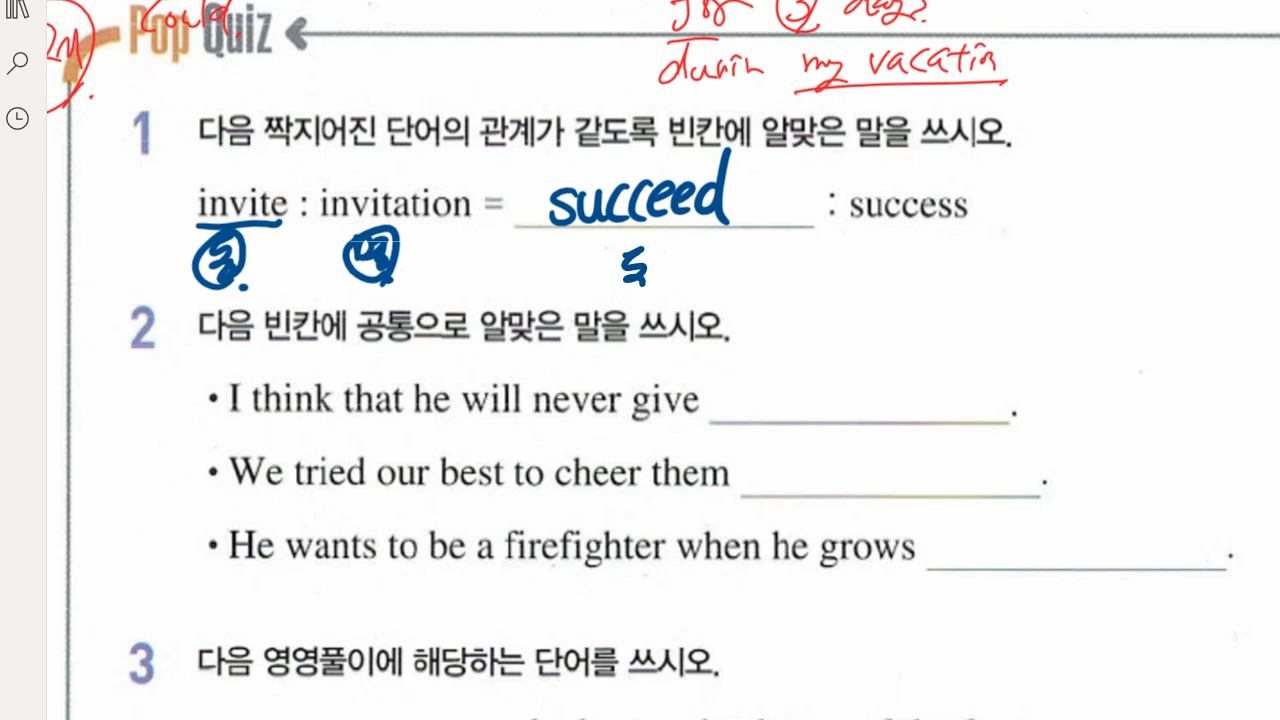 Could
for 일 days?
Pop Quiz
my vacation
1 다음 짝지어진 단어의 관계가 같도록 빈칸에 알맞은 말을 쓰시오.
invite : invitation = succeed : success
2 다음 빈칸에 공통으로 알맞은 말을 쓰시오.
• I think that he will never give .
• We tried our best to cheer them .
• He wants to be a firefighter when he grows .
3 다음 영영풀이에 해당하는 단어를 쓰시오.